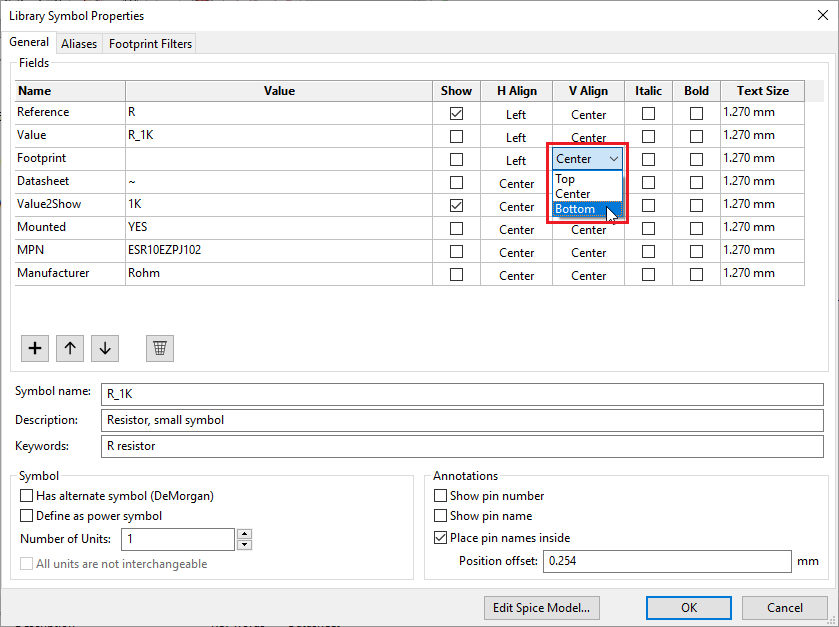 Library Symbol Properties
General Aliases Footprint Filters
Fields
Name Value Show H Align V Align Italic Bold Text Size
Reference R Left Center 1.270 mm
Value R_1K Left Center 1.270 mm
Footprint Left Center 1.270 mm
Top
Datasheet ~ Center 1.270 mm
Center
Value2Show 1K Center Bottom 1.270 mm
Mounted YES Center Center 1.270 mm
MPN ESR10EZPJ102 Center Center 1.270 mm
Manufacturer Rohm Center Center 1.270 mm
Symbol name: R_1K
Description: Resistor, small symbol
Keywords: R resistor
Symbol
Has alternate symbol (DeMorgan)
Define as power symbol
Number of Units: 1
All units are not interchangeable
Annotations
Show pin number
Show pin name
Place pin names inside
Position offset: 0.254 mm
Edit Spice Model... OK Cancel